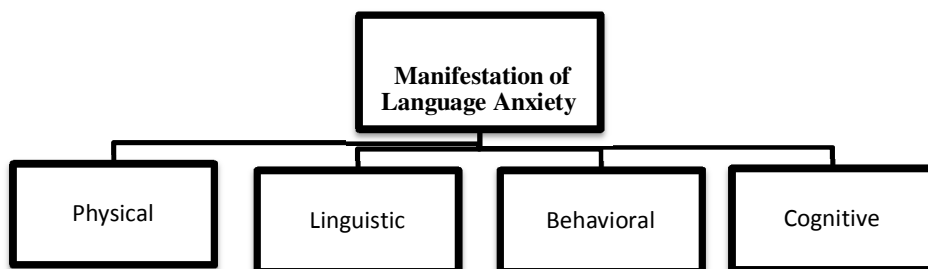 Manifestation of
Language Anxiety
Physical
Linguistic
Behavioral
Cognitive